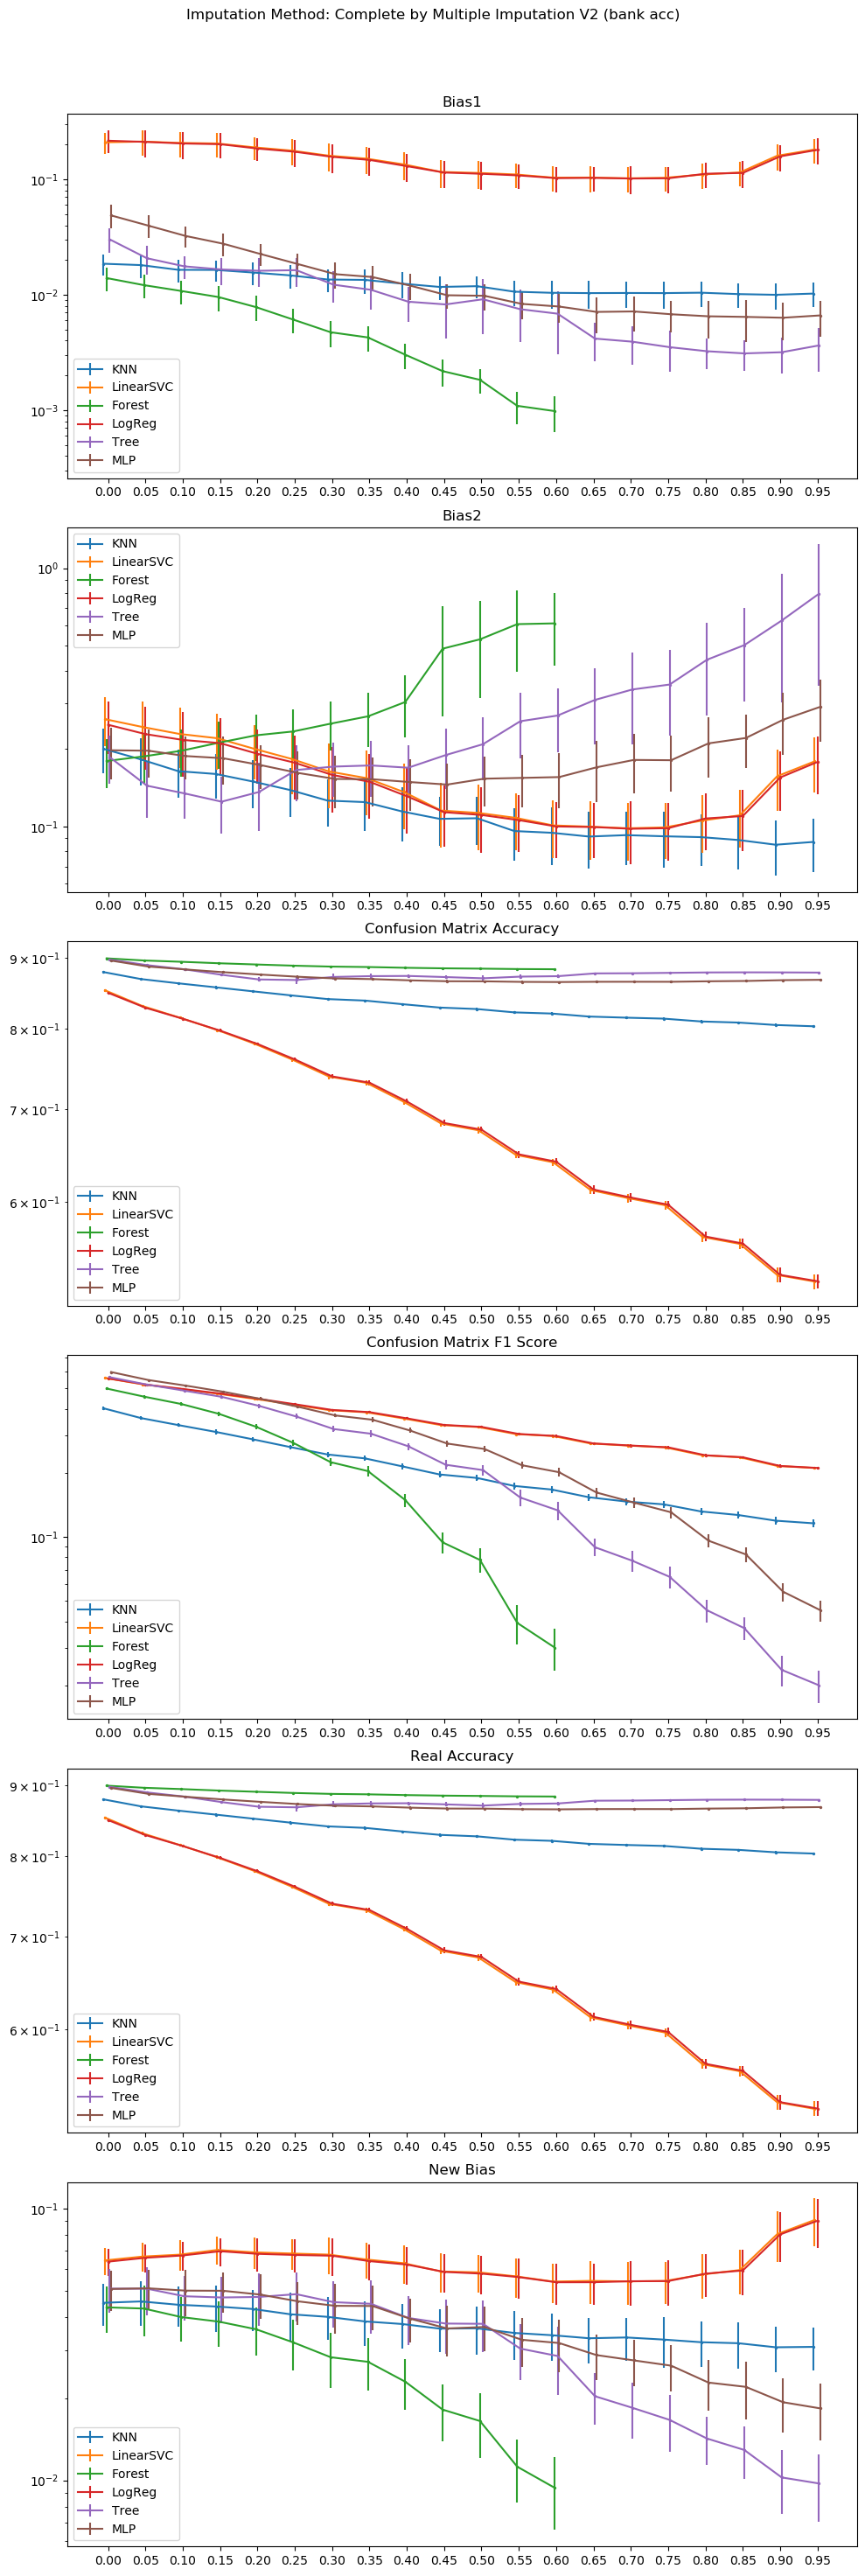 Imputation Method: Complete by Multiple Imputation V2 (bank acc)
Bias1
10⁻¹
10⁻²
10⁻³
KNN
LinearSVC
Forest
LogReg
Tree
MLP
0.00 0.05 0.10 0.15 0.20 0.25 0.30 0.35 0.40 0.45 0.50 0.55 0.60 0.65 0.70 0.75 0.80 0.85 0.90 0.95
Bias2
10⁰
10⁻¹
KNN
LinearSVC
Forest
LogReg
Tree
MLP
0.00 0.05 0.10 0.15 0.20 0.25 0.30 0.35 0.40 0.45 0.50 0.55 0.60 0.65 0.70 0.75 0.80 0.85 0.90 0.95
Confusion Matrix Accuracy
9 × 10⁻¹
8 × 10⁻¹
7 × 10⁻¹
6 × 10⁻¹
KNN
LinearSVC
Forest
LogReg
Tree
MLP
0.00 0.05 0.10 0.15 0.20 0.25 0.30 0.35 0.40 0.45 0.50 0.55 0.60 0.65 0.70 0.75 0.80 0.85 0.90 0.95
Confusion Matrix F1 Score
10⁻¹
KNN
LinearSVC
Forest
LogReg
Tree
MLP
0.00 0.05 0.10 0.15 0.20 0.25 0.30 0.35 0.40 0.45 0.50 0.55 0.60 0.65 0.70 0.75 0.80 0.85 0.90 0.95
Real Accuracy
9 × 10⁻¹
8 × 10⁻¹
7 × 10⁻¹
6 × 10⁻¹
KNN
LinearSVC
Forest
LogReg
Tree
MLP
0.00 0.05 0.10 0.15 0.20 0.25 0.30 0.35 0.40 0.45 0.50 0.55 0.60 0.65 0.70 0.75 0.80 0.85 0.90 0.95
New Bias
10⁻¹
10⁻²
KNN
LinearSVC
Forest
LogReg
Tree
MLP
0.00 0.05 0.10 0.15 0.20 0.25 0.30 0.35 0.40 0.45 0.50 0.55 0.60 0.65 0.70 0.75 0.80 0.85 0.90 0.95